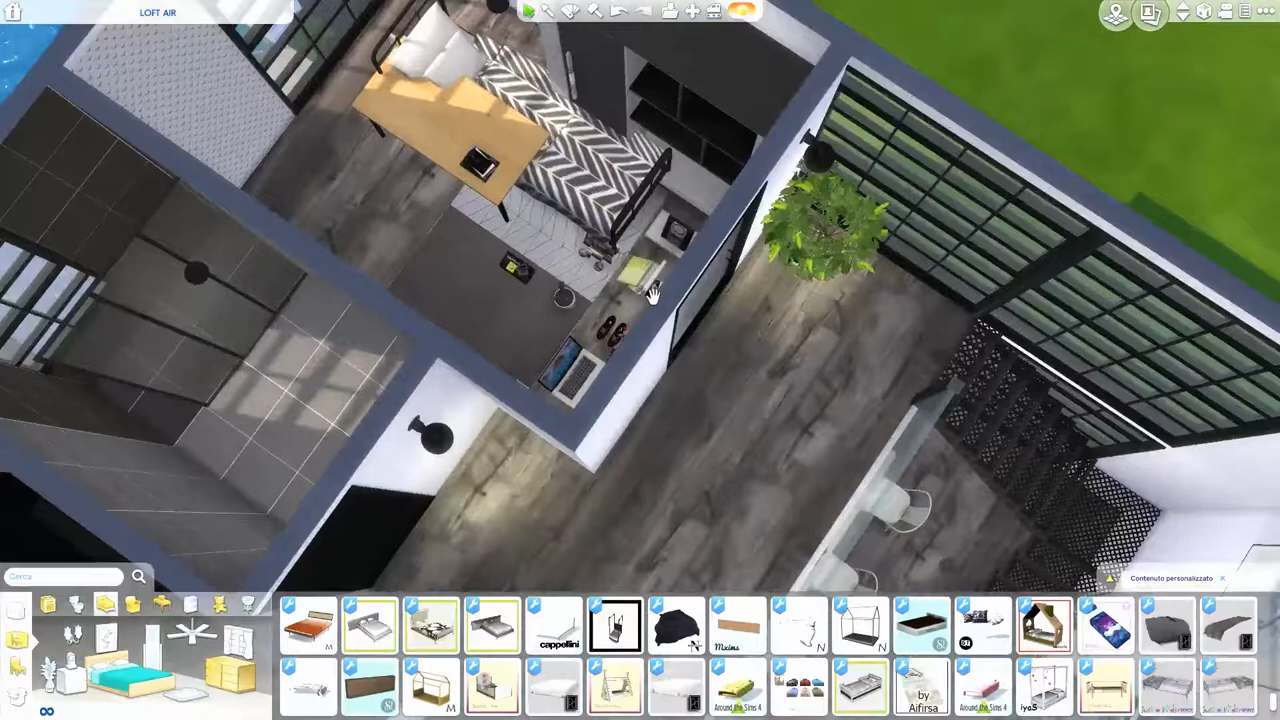 LOFT AIR
Cerca
Contenuto personalizzato
M
cappellini
N
Mxims
N
N
M
Around the Sims 4
by
Aifirsa
Around the Sims 4
iyaS